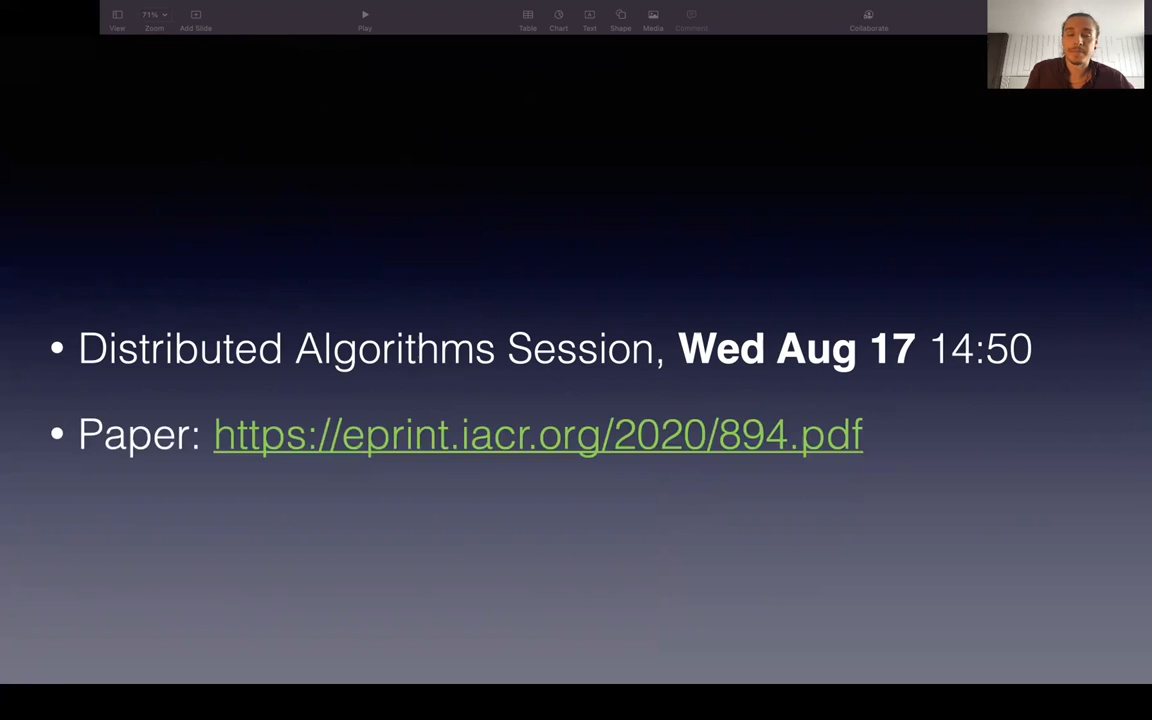 View 71% Zoom Add Slide Play Table Chart Text Shape Media Comment Collaborate
• Distributed Algorithms Session, Wed Aug 17 14:50
• Paper: https://eprint.iacr.org/2020/894.pdf